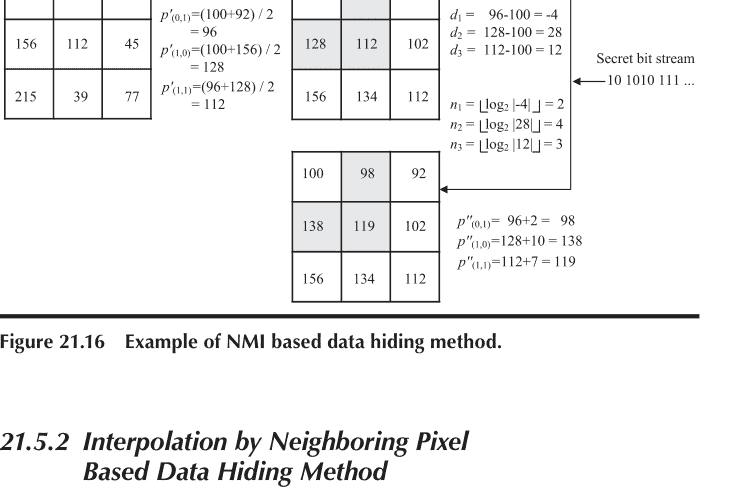 p′(0,1)=(100+92) / 2
= 96
p′(1,0)=(100+156) / 2
= 128
p′(1,1)=(96+128) / 2
= 112
156 112 45
215 39 77
128 112 102
156 134 112
d₁ = 96-100 = -4
d₂ = 128-100 = 28
d₃ = 112-100 = 12
n₁ = ⌊log₂ |-4|⌋ = 2
n₂ = ⌊log₂ |28|⌋ = 4
n₃ = ⌊log₂ |12|⌋ = 3
Secret bit stream
10 1010 111 ...
100 98 92
138 119 102
156 134 112
p″(0,1)= 96+2 = 98
p″(1,0)=128+10 = 138
p″(1,1)=112+7 = 119
Figure 21.16 Example of NMI based data hiding method.
21.5.2 Interpolation by Neighboring Pixel
Based Data Hiding Method